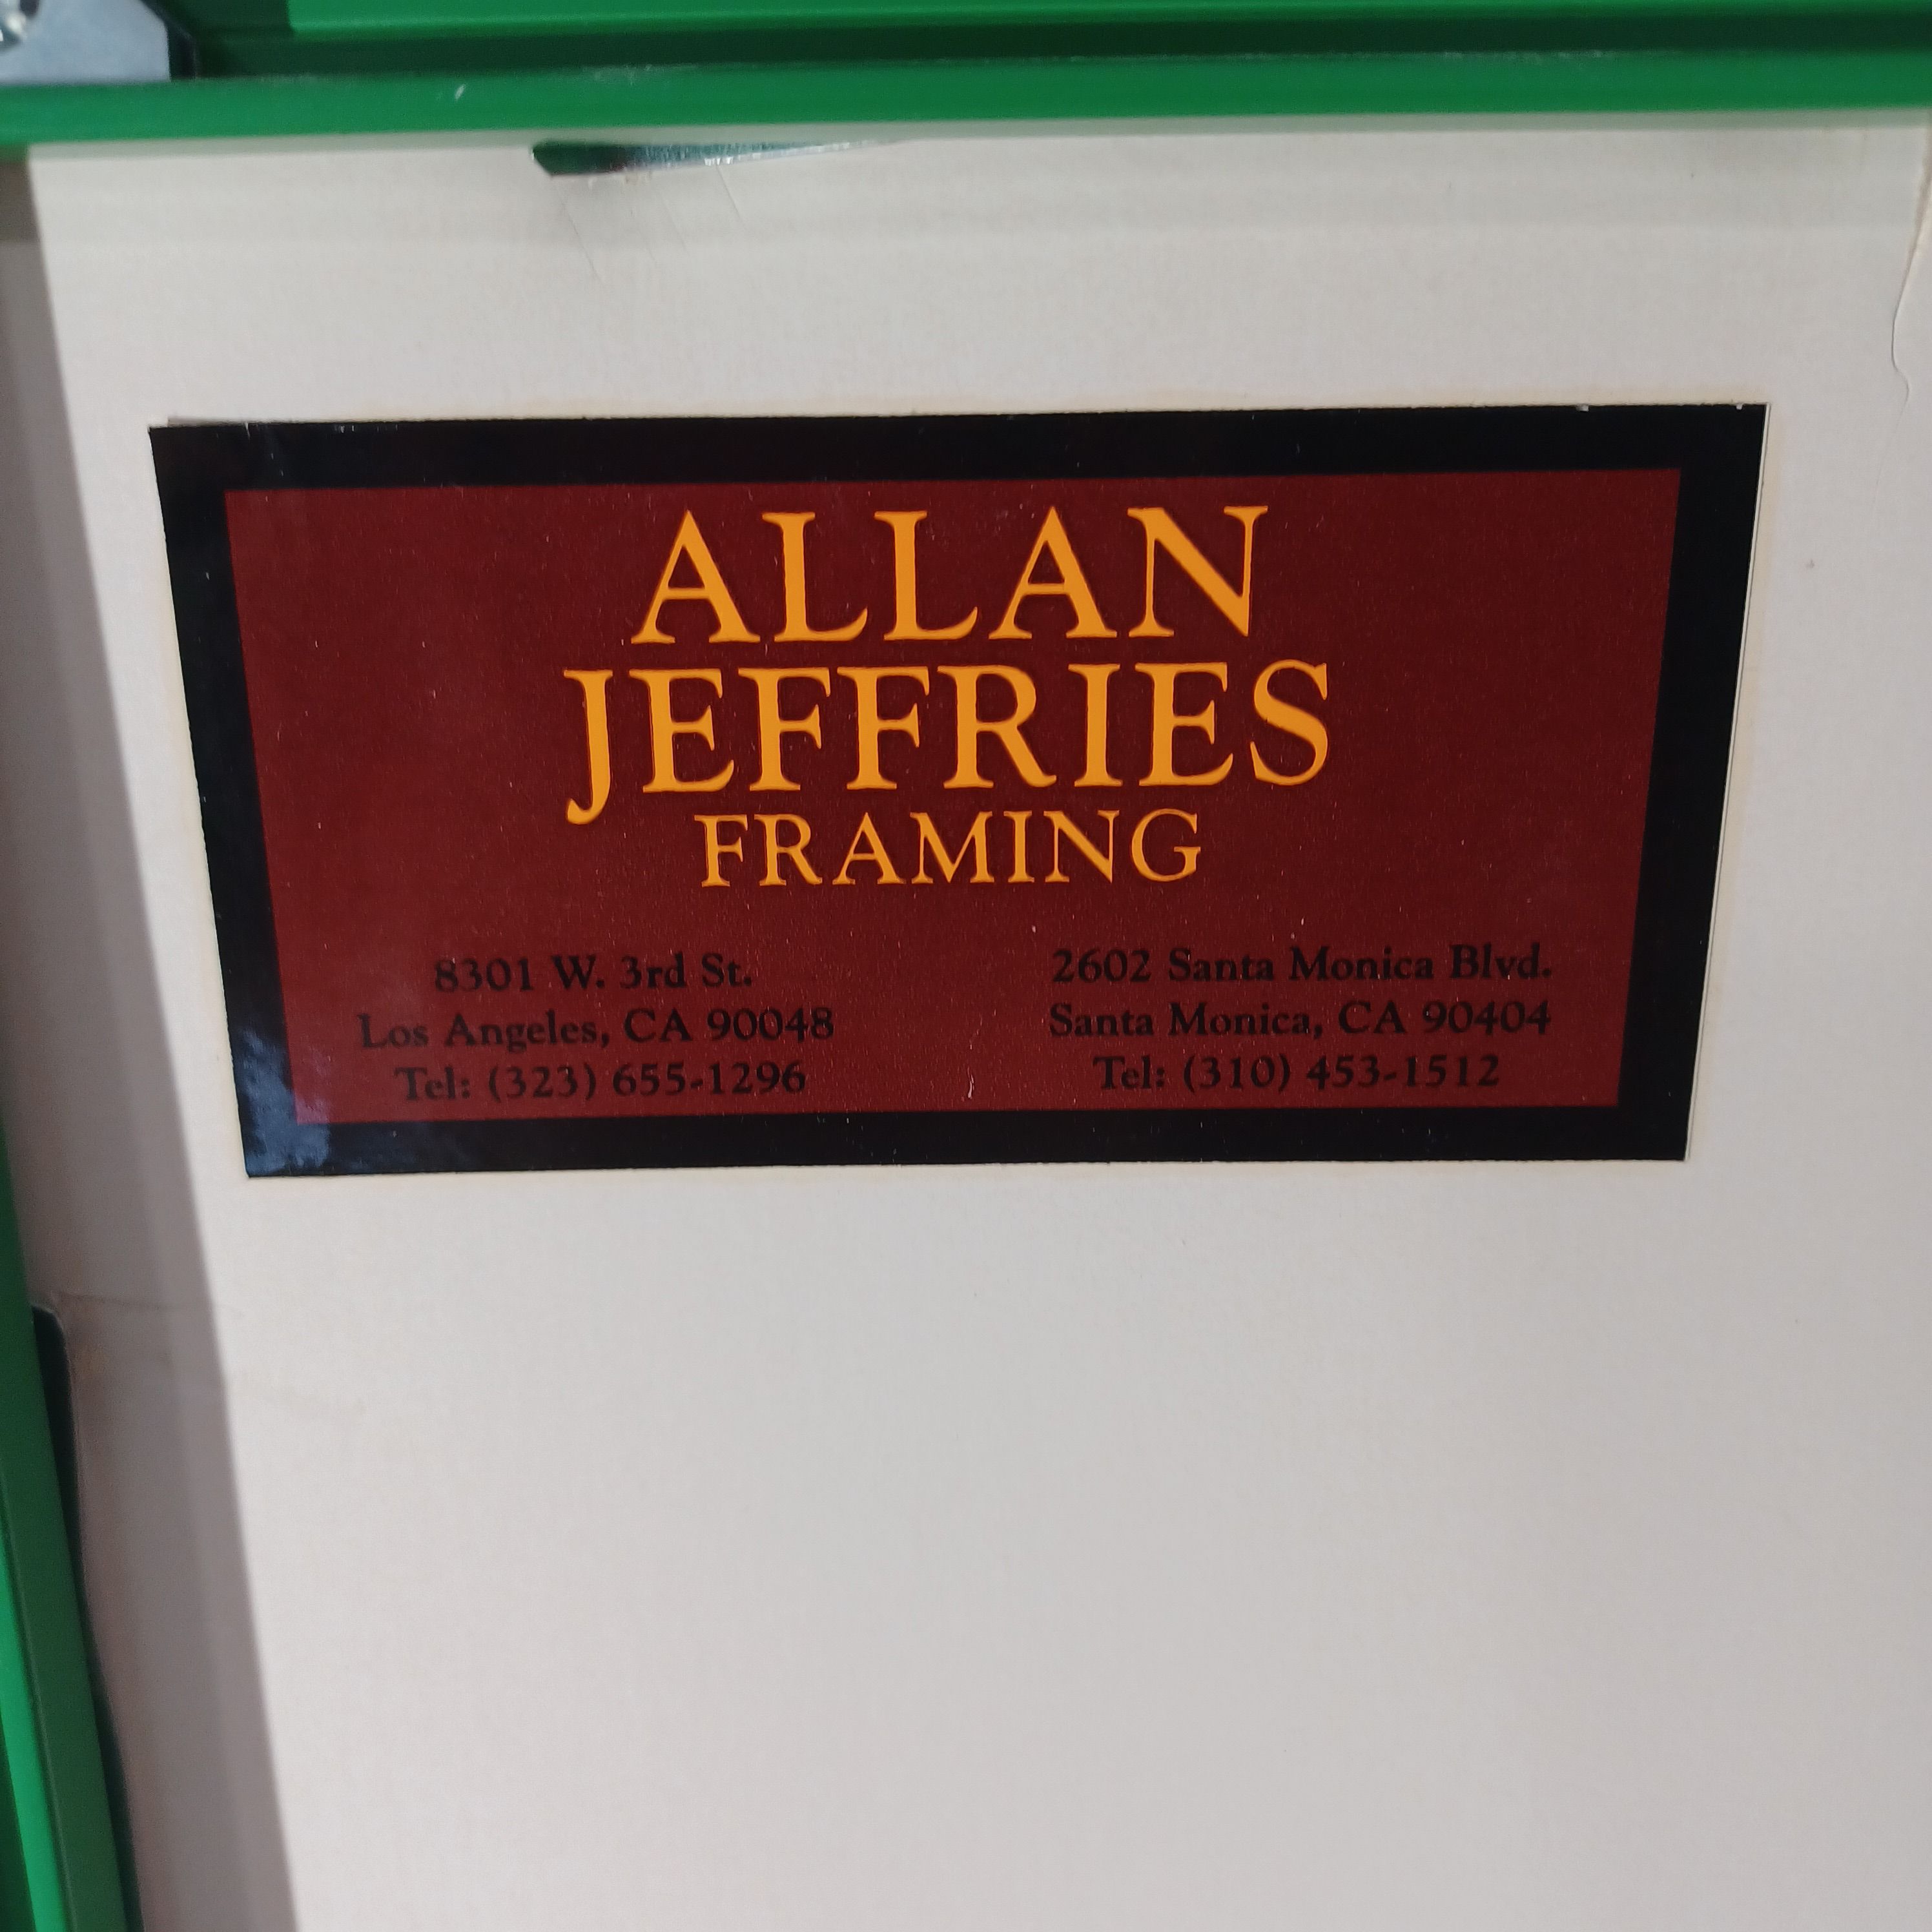 ALLAN
JEFFRIES
FRAMING
8301 W. 3rd St.
Los Angeles, CA 90048
Tel: (323) 655-1296
2602 Santa Monica Blvd.
Santa Monica, CA 90404
Tel: (310) 453-1512